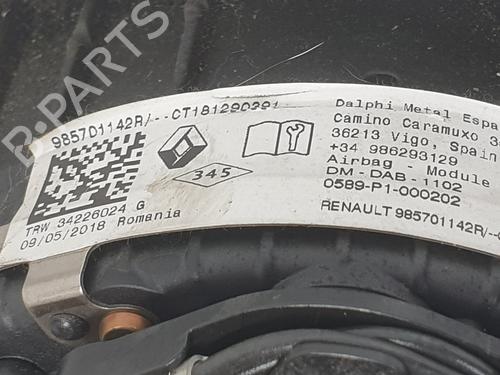 B-PARTS
985701142R/--CT181290391
345
TRW 34226024 G
09/05/2018 Romania
Dalphi Metal Espa
Camino Caramuxo 3
36213 Vigo, Spain
+34 986293129
Airbag - Module
DM - DAB - 1102
0589-P1-000202
RENAULT 985701142R/--